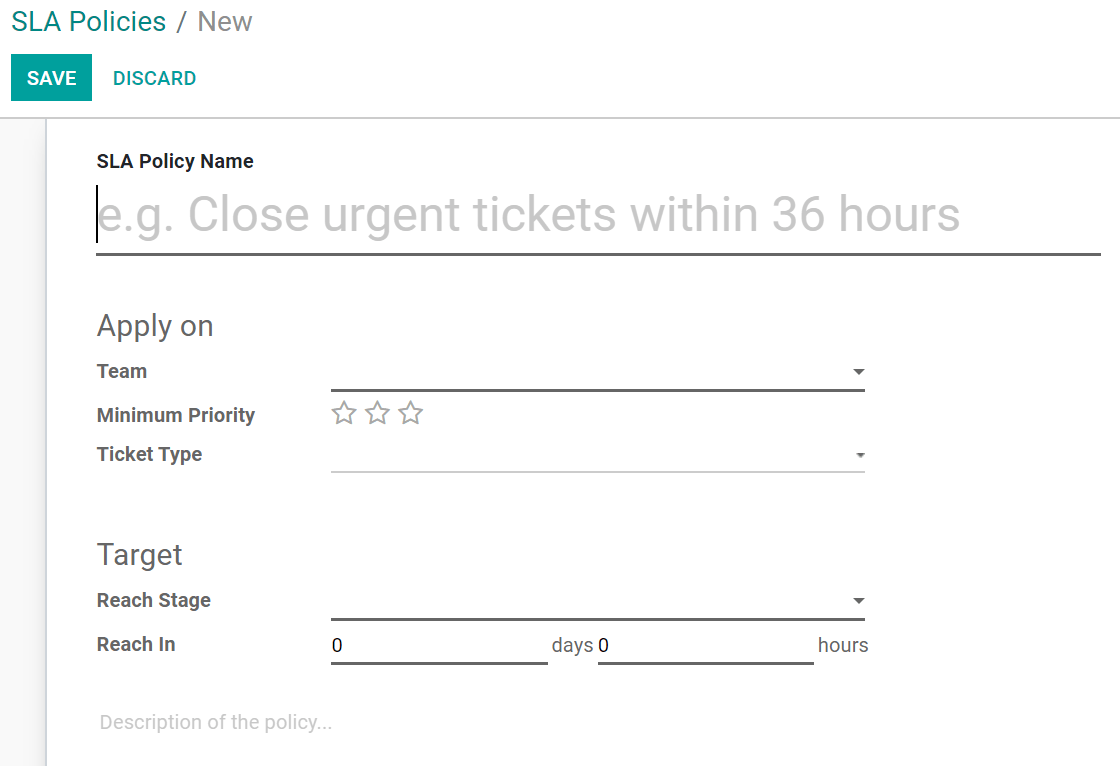 SLA Policies / New
SAVE DISCARD
SLA Policy Name
e.g. Close urgent tickets within 36 hours
Apply on
Team
Minimum Priority
Ticket Type
Target
Reach Stage
Reach In 0 days 0 hours
Description of the policy...